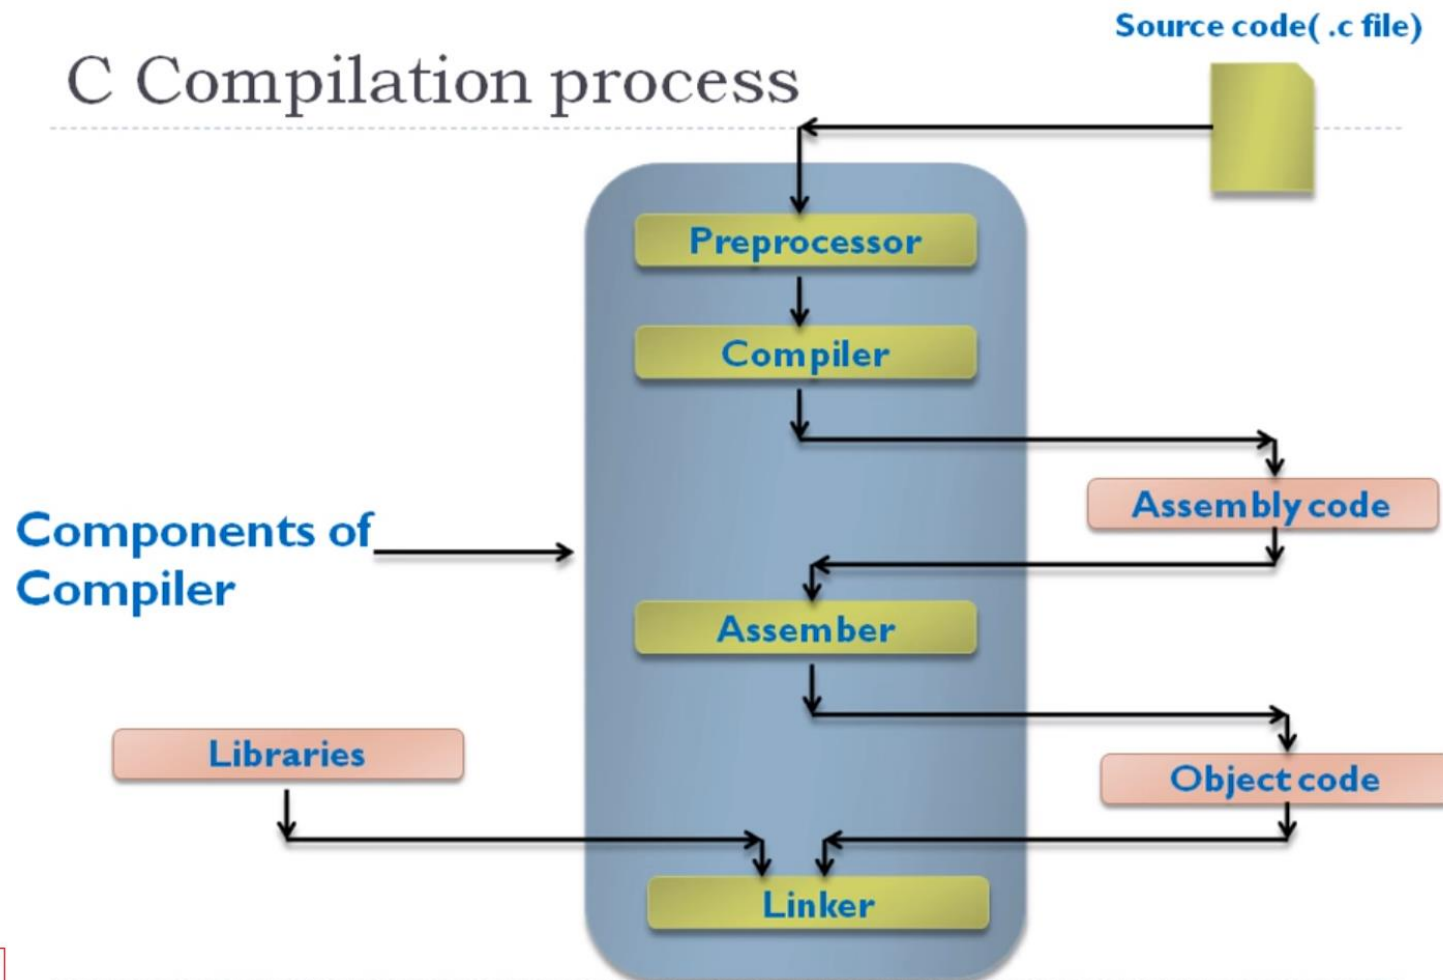 Source code( .c file)
C Compilation process
Preprocessor
Compiler
Assembly code
Components of
Compiler
Assember
Libraries
Object code
Linker